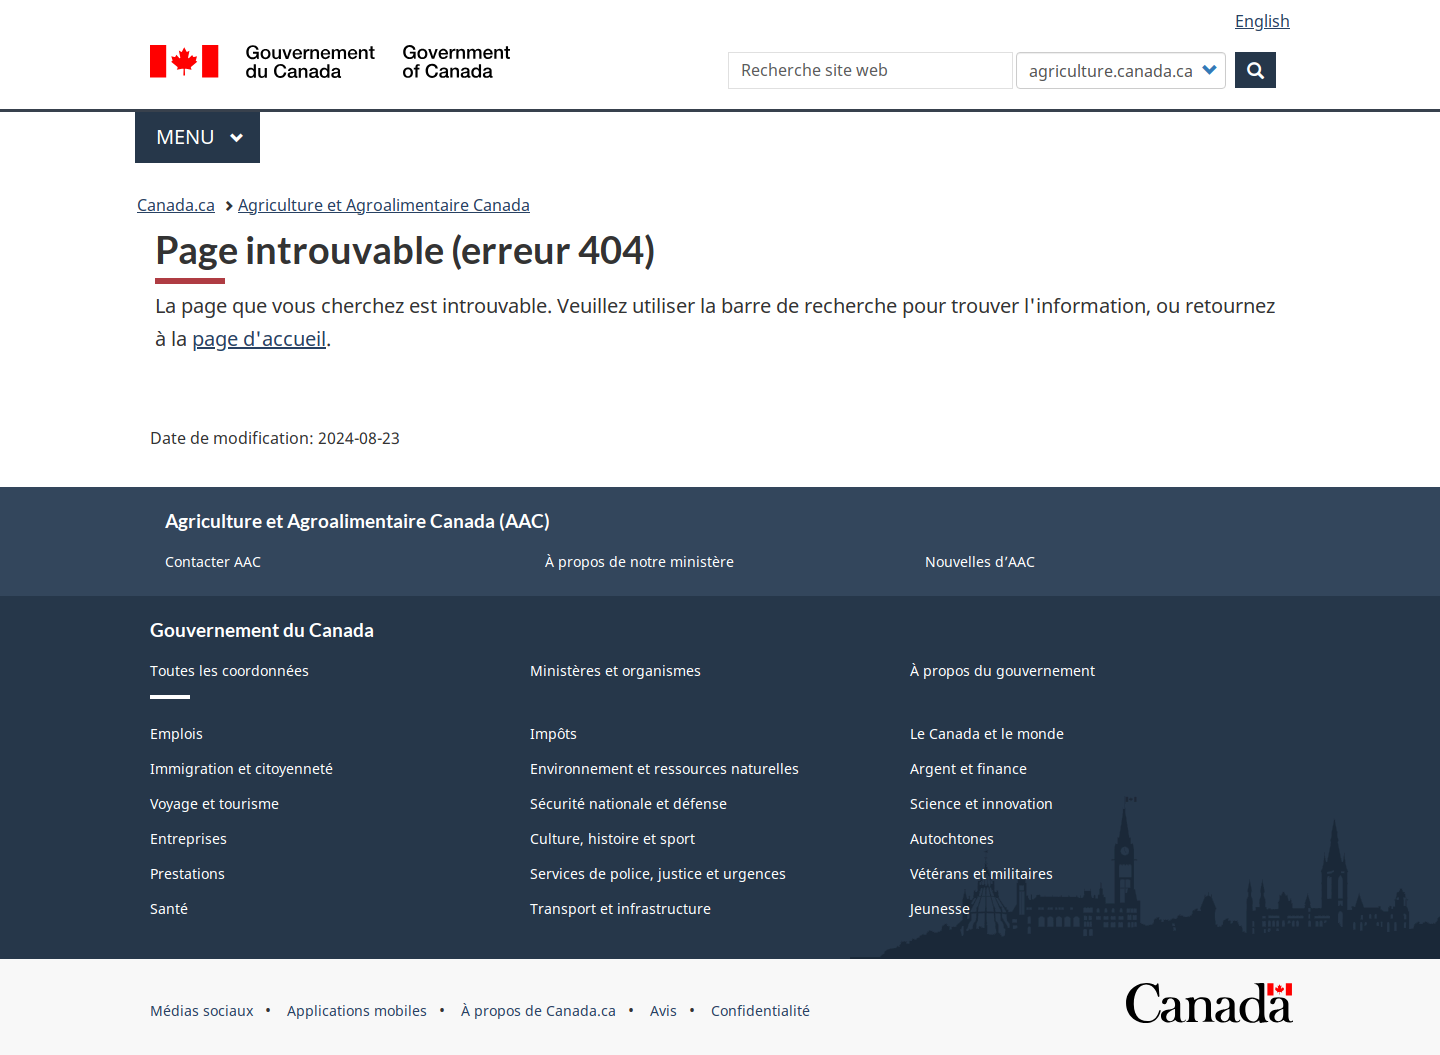 English
Gouvernement
du Canada
Government
of Canada
Recherche site web
agriculture.canada.ca
MENU
Canada.ca
Agriculture et Agroalimentaire Canada
Page introuvable (erreur 404)
La page que vous cherchez est introuvable. Veuillez utiliser la barre de recherche pour trouver l'information, ou retournez
à la page d'accueil.
Date de modification: 2024-08-23
Agriculture et Agroalimentaire Canada (AAC)
Contacter AAC
À propos de notre ministère
Nouvelles d’AAC
Gouvernement du Canada
Toutes les coordonnées
Ministères et organismes
À propos du gouvernement
Emplois
Impôts
Le Canada et le monde
Immigration et citoyenneté
Environnement et ressources naturelles
Argent et finance
Voyage et tourisme
Sécurité nationale et défense
Science et innovation
Entreprises
Culture, histoire et sport
Autochtones
Prestations
Services de police, justice et urgences
Vétérans et militaires
Santé
Transport et infrastructure
Jeunesse
Médias sociaux • Applications mobiles • À propos de Canada.ca • Avis • Confidentialité
Canada